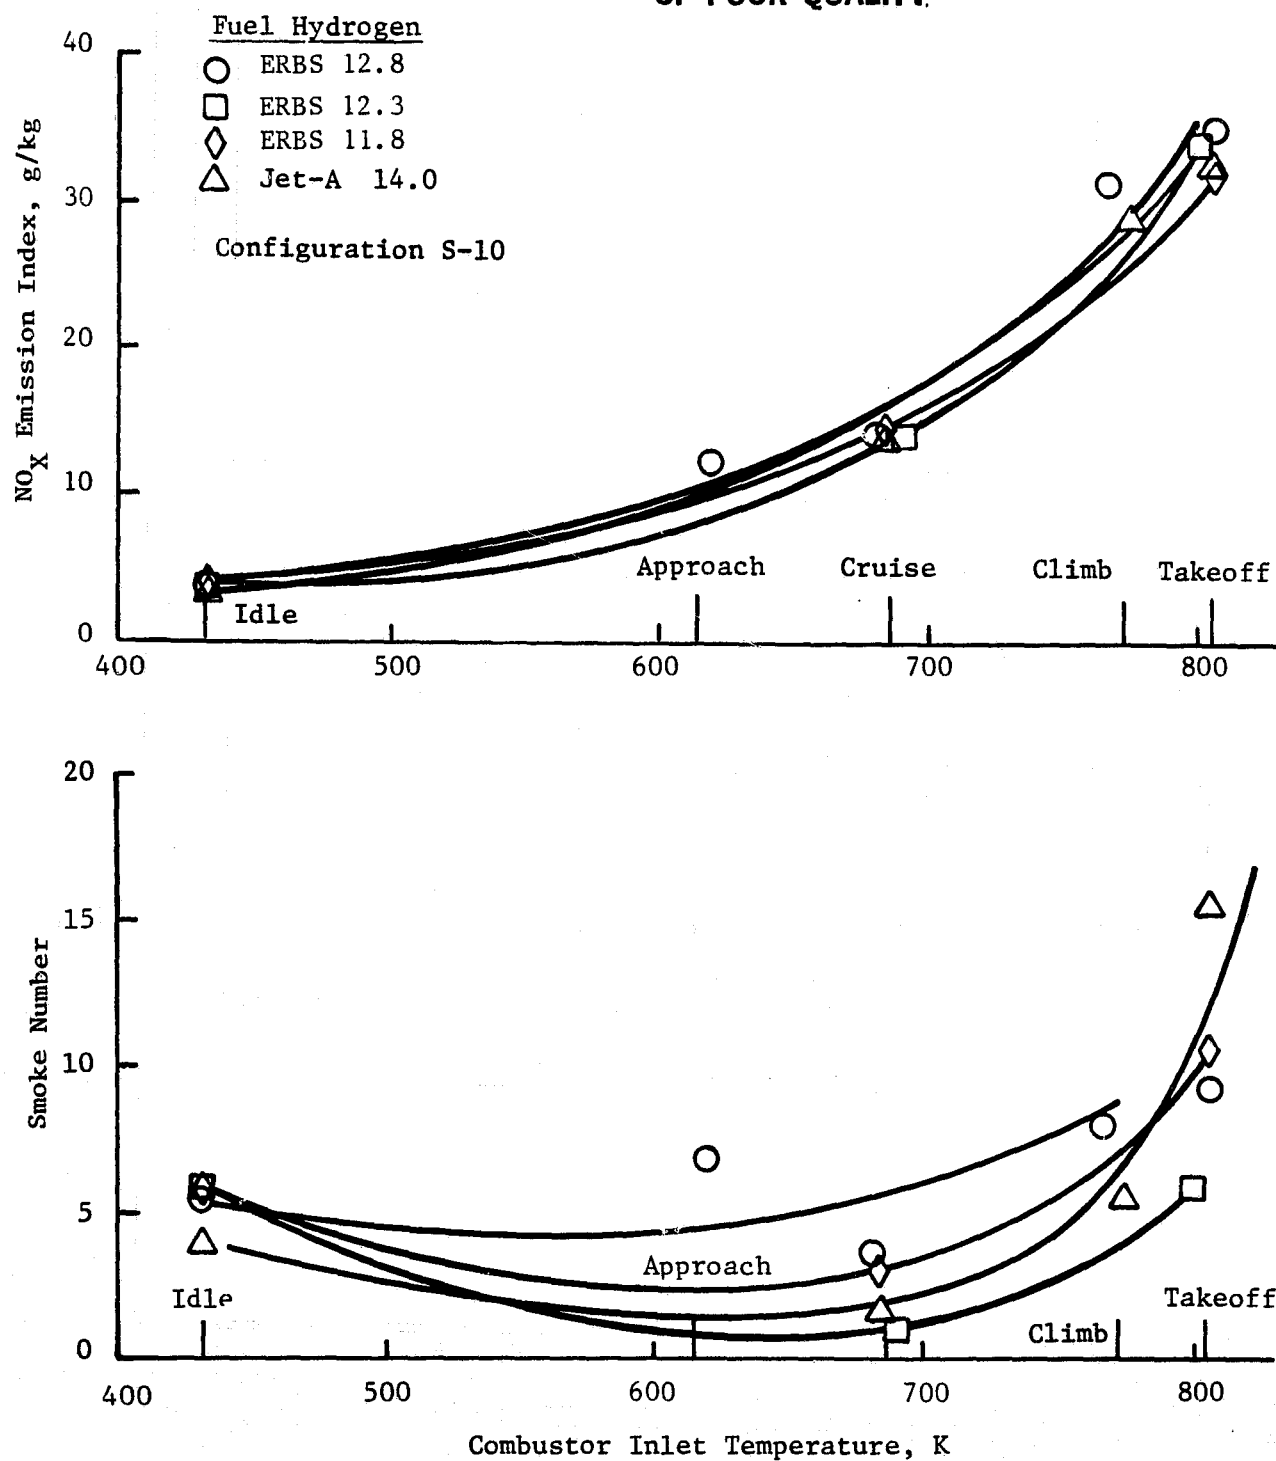 OF POOR QUALITY
Fuel Hydrogen
ERBS 12.8
ERBS 12.3
ERBS 11.8
Jet-A 14.0
Configuration S-10
NOX Emission Index, g/kg
40
30
20
10
0
Idle
Approach
Cruise
Climb
Takeoff
400 500 600 700 800
Smoke Number
20
15
10
5
0
Idle
Approach
Climb
Takeoff
400 500 600 700 800
Combustor Inlet Temperature, K